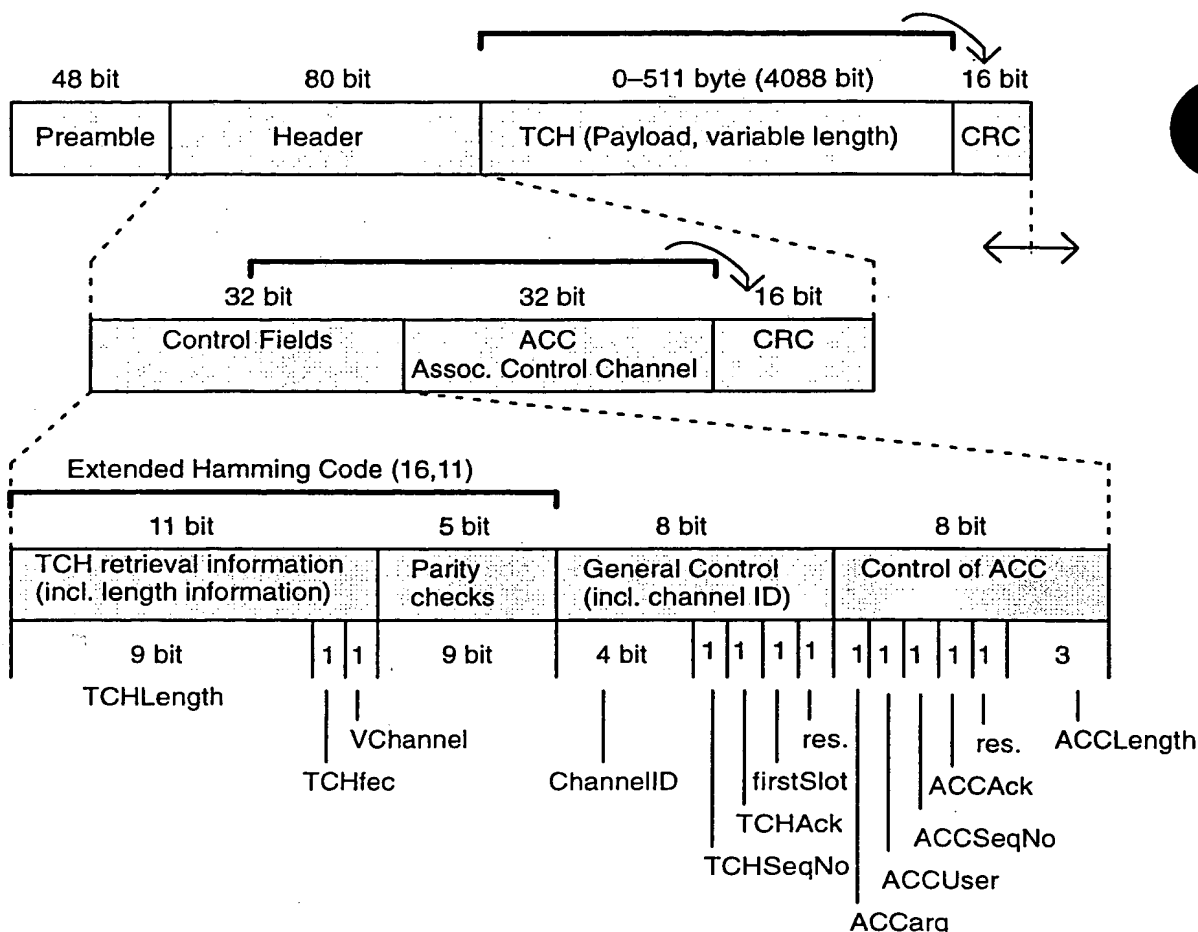 48 bit 80 bit 0–511 byte (4088 bit) 16 bit
Preamble Header TCH (Payload, variable length) CRC
32 bit 32 bit 16 bit
Control Fields ACC CRC
Assoc. Control Channel
Extended Hamming Code (16,11)
11 bit 5 bit 8 bit 8 bit
TCH retrieval information Parity General Control Control of ACC
(incl. length information) checks (incl. channel ID)
9 bit 1 1 9 bit 4 bit 1 1 1 1 1 1 1 1 1 3
TCHLength
VChannel res. res. ACCLength
TCHfec ChannelID firstSlot ACCAck
TCHAck ACCSeqNo
TCHSeqNo ACCUser
ACCarq